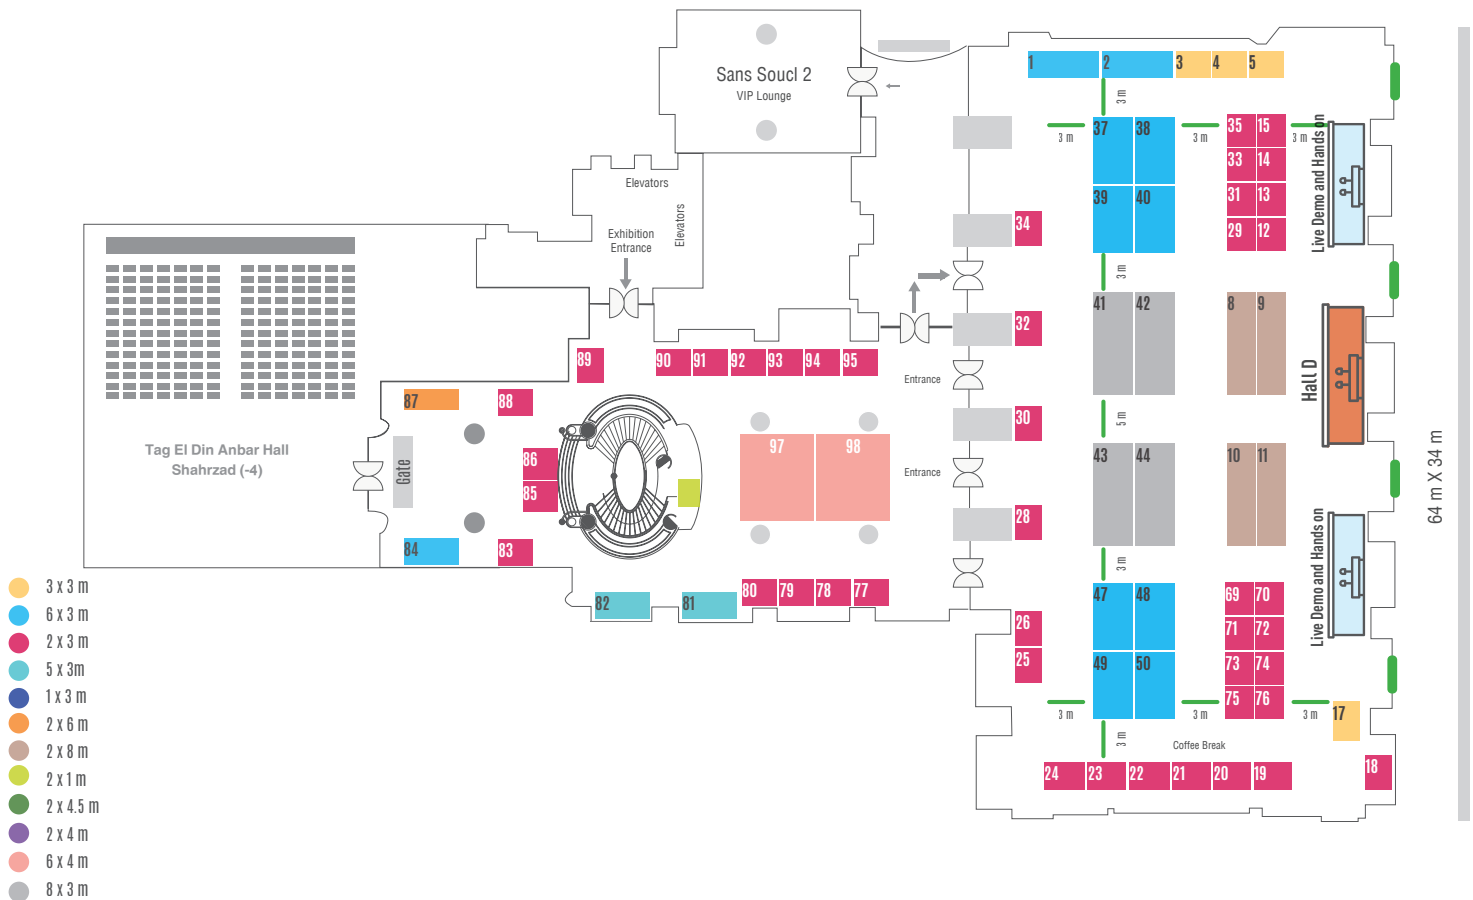 Sans Soucl 2
VIP Lounge
1
2
3
4
5
3 m
3 m
3 m
3 m
37
38
35
15
33
14
39
40
31
13
29
12
Live Demo and Hands on
Elevators
Elevators
Exhibition
Entrance
34
3 m
41
42
8
9
32
Hall D
89
90
91
92
93
94
95
Entrance
87
88
5 m
30
97
98
Tag El Din Anbar Hall
Shahrzad (-4)
Gate
86
85
Entrance
43
44
10
11
64 m X 34 m
28
84
83
3 m
Live Demo and Hands on
82
81
80
79
78
77
47
48
69
70
26
71
72
25
49
50
73
74
75
76
3 m
3 m
3 m
17
3 m
Coffee Break
24
23
22
21
20
19
18
3 x 3 m
6 x 3 m
2 x 3 m
5 x 3m
1 x 3 m
2 x 6 m
2 x 8 m
2 x 1 m
2 x 4.5 m
2 x 4 m
6 x 4 m
8 x 3 m